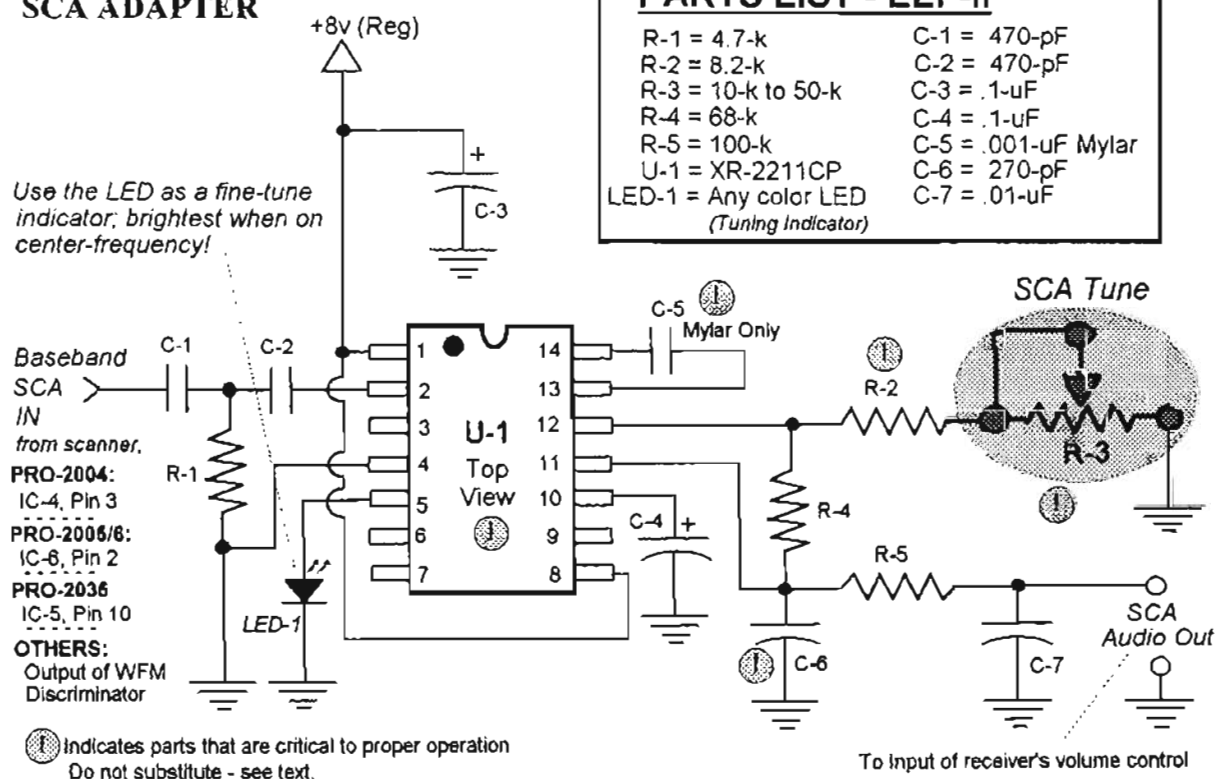 SCA ADAPTER
+8v (Reg)
PARTS LIST -
R-1 = 4.7-k
R-2 = 8.2-k
R-3 = 10-k to 50-k
R-4 = 68-k
R-5 = 100-k
U-1 = XR-2211CP
LED-1 = Any color LED
(Tuning Indicator)
C-1 = 470-pF
C-2 = 470-pF
C-3 = .1-uF
C-4 = .1-uF
C-5 = .001-uF Mylar
C-6 = 270-pF
C-7 = .01-uF
Use the LED as a fine-tune
indicator; brightest when on
center-frequency!
+
C-3
Baseband
SCA
IN
from scanner,
PRO-2004:
IC-4, Pin 3
PRO-2005/6:
IC-6, Pin 2
PRO-2036
IC-5, Pin 10
OTHERS:
Output of WFM
Discriminator
C-1
C-2
R-1
LED-1
1
2
3
4
5
6
7
U-1
Top
View
!
14
13
12
11
10
9
8
C-5
!
Mylar Only
C-4
+
!
R-2
SCA Tune
R-3
!
R-4
R-5
!
C-6
C-7
SCA
Audio Out
! Indicates parts that are critical to proper operation
Do not substitute - see text.
To Input of receiver's volume control